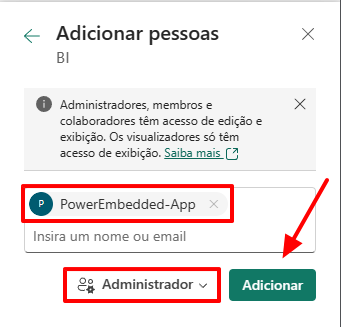 Adicionar pessoas
BI
Administradores, membros e
colaboradores têm acesso de edição e
exibição. Os visualizadores só têm
acesso de exibição. Saiba mais
P PowerEmbedded-App
Insira um nome ou email
Administrador
Adicionar